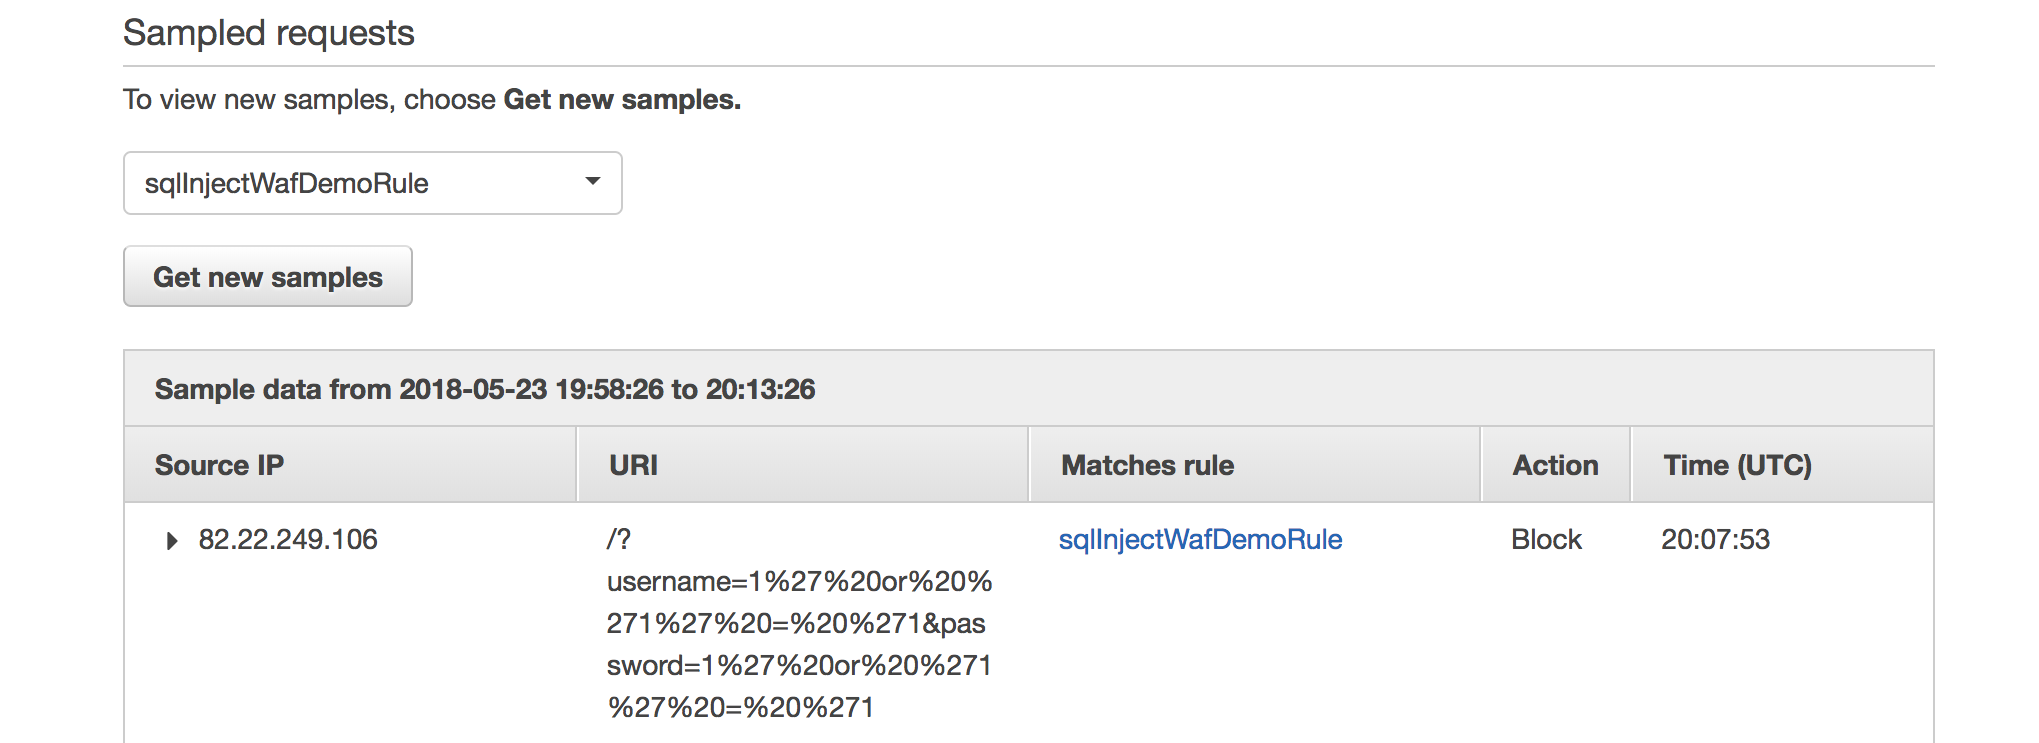 Sampled requests
To view new samples, choose Get new samples.
sqlInjectWafDemoRule
Get new samples
Sample data from 2018-05-23 19:58:26 to 20:13:26
Source IP URI Matches rule Action Time (UTC)
82.22.249.106 /? sqlInjectWafDemoRule Block 20:07:53
username=1%27%20or%20%
271%27%20=%20%271&pas
sword=1%27%20or%20%271
%27%20=%20%271